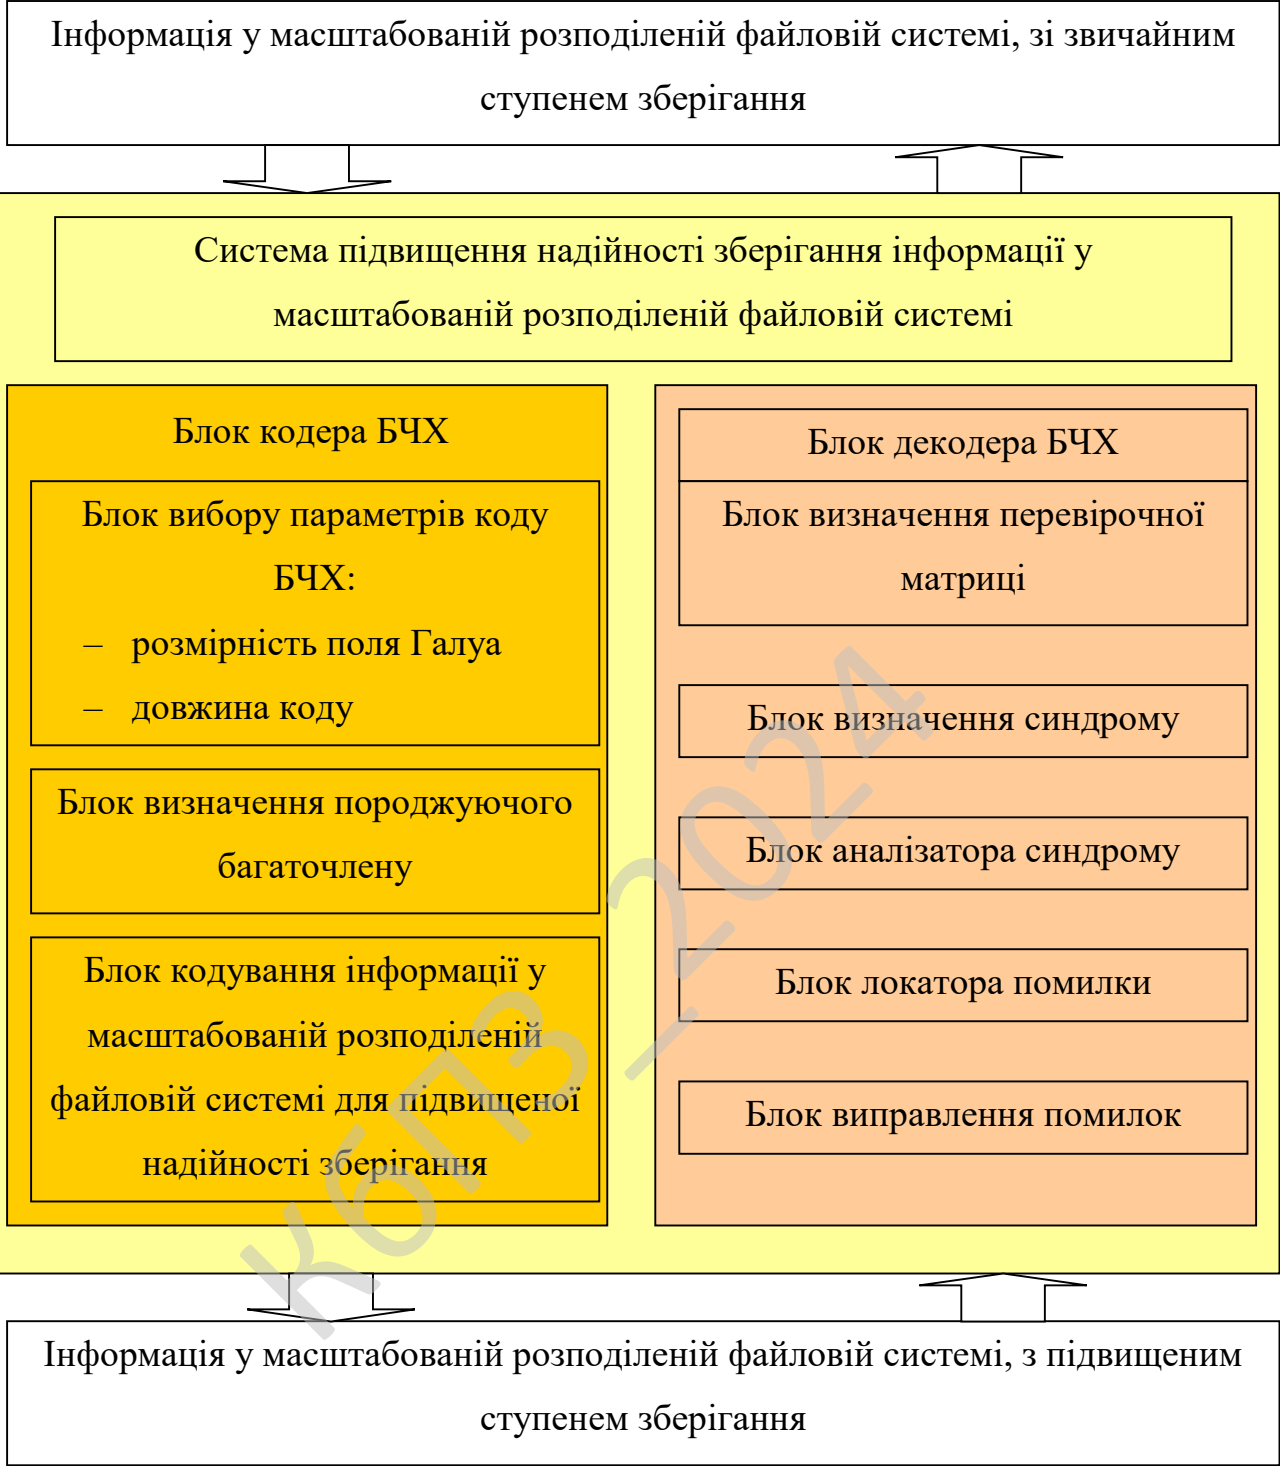 Інформація у масштабованій розподіленій файловій системі, зі звичайним
ступенем зберігання
Система підвищення надійності зберігання інформації у
масштабованій розподіленій файловій системі
Блок кодера БЧХ
Блок вибору параметрів коду
БЧХ:
– розмірність поля Галуа
– довжина коду
Блок визначення породжуючого
багаточлену
Блок кодування інформації у
масштабованій розподіленій
файловій системі для підвищеної
надійності зберігання
Блок декодера БЧХ
Блок визначення перевірочної
матриці
Блок визначення синдрому
Блок аналізатора синдрому
Блок локатора помилки
Блок виправлення помилок
Інформація у масштабованій розподіленій файловій системі, з підвищеним
ступенем зберігання
КбПЗ_2024